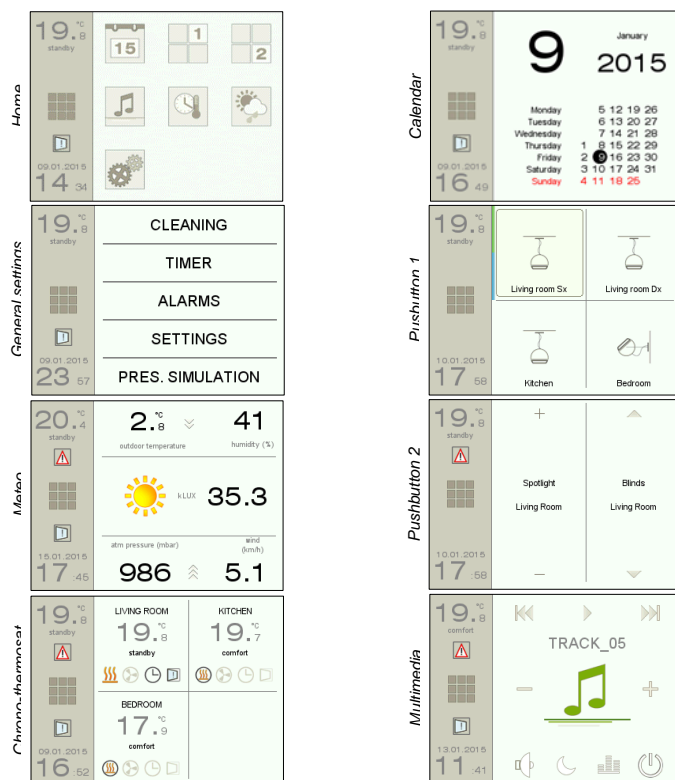 Home
19.8 °C
standby
09.01.2015
14 34
15
1
2
General settings
19.8 °C
standby
09.01.2015
23 57
CLEANING
TIMER
ALARMS
SETTINGS
PRES. SIMULATION
Meteo
20.4 °C
standby
15.01.2015
17 :45
2.8 °C
41
outdoor temperature
humidity (%)
kLUX
35.3
atm pressure (mbar)
wind
(km/h)
986
5.1
Chrono-thermosat
19.8 °C
standby
09.01.2015
16 :52
LIVING ROOM
19.8 °C
standby
KITCHEN
19.7 °C
comfort
BEDROOM
17.9 °C
comfort
Calendar
19.8 °C
standby
09.01.2015
16 49
9
January
2015
Monday 5 12 19 26
Tuesday 6 13 20 27
Wednesday 7 14 21 28
Thursday 1 8 15 22 29
Friday 2 9 16 23 30
Saturday 3 10 17 24 31
Sunday 4 11 18 25
Pushbutton 1
19.8 °C
standby
10.01.2015
17 58
Living room Sx
Living room Dx
Kitchen
Bedroom
Pushbutton 2
19.8 °C
standby
10.01.2015
17 :58
+
Spotlight
Blinds
Living Room
Living Room
–
Multimedia
19.8 °C
comfort
13.01.2015
11 :41
TRACK_05